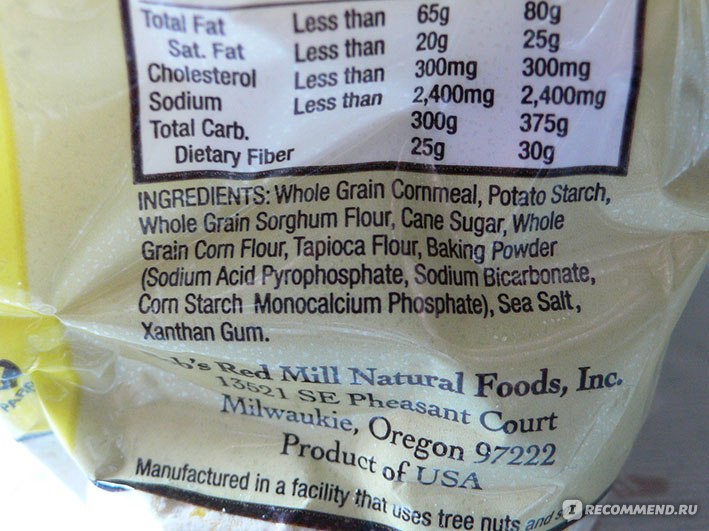 Total Fat Less than 65g 80g
Sat. Fat Less than 20g 25g
Cholesterol Less than 300mg 300mg
Sodium Less than 2,400mg 2,400mg
Total Carb. 300g 375g
Dietary Fiber 25g 30g
INGREDIENTS: Whole Grain Cornmeal, Potato Starch,
Whole Grain Sorghum Flour, Cane Sugar, Whole
Grain Corn Flour, Tapioca Flour, Baking Powder
(Sodium Acid Pyrophosphate, Sodium Bicarbonate,
Corn Starch Monocalcium Phosphate), Sea Salt,
Xanthan Gum.
b's Red Mill Natural Foods, Inc.
13521 SE Pheasant Court
Milwaukie, Oregon 97222
Product of USA
Manufactured in a facility that uses tree nuts and
I RECOMMEND.RU